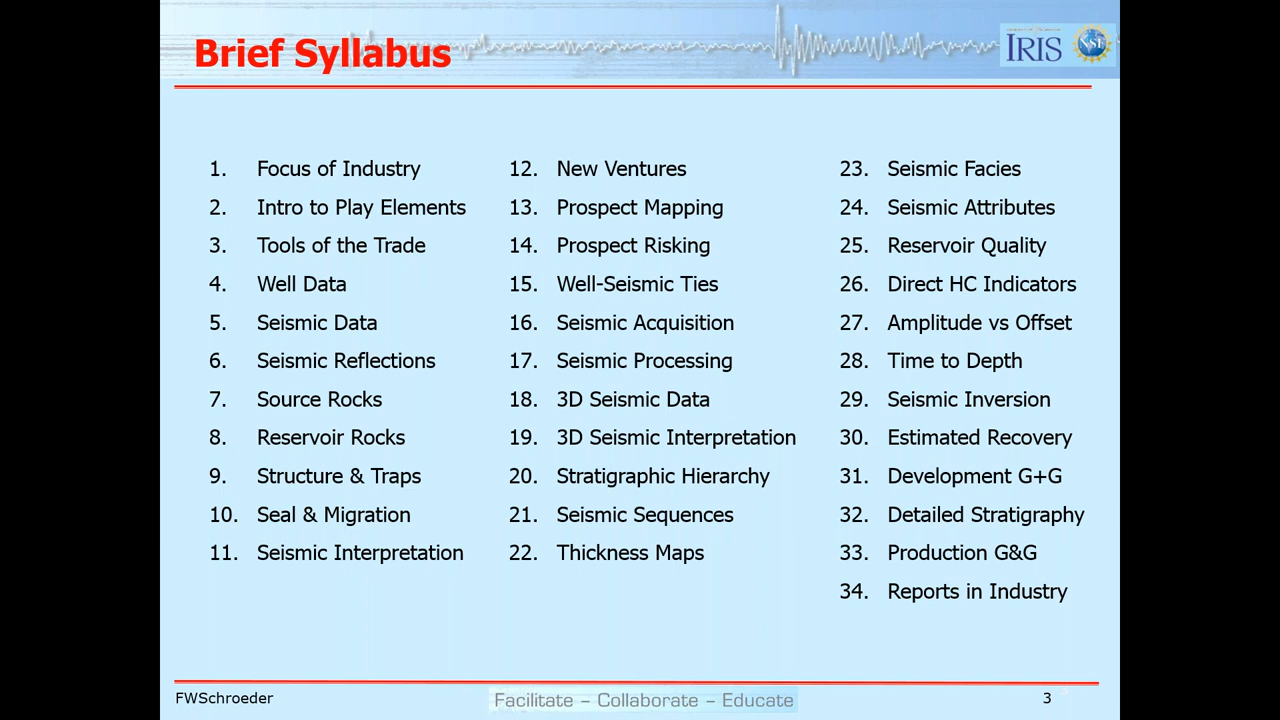 Brief Syllabus
IRIS
NSF
1. Focus of Industry
2. Intro to Play Elements
3. Tools of the Trade
4. Well Data
5. Seismic Data
6. Seismic Reflections
7. Source Rocks
8. Reservoir Rocks
9. Structure & Traps
10. Seal & Migration
11. Seismic Interpretation
12. New Ventures
13. Prospect Mapping
14. Prospect Risking
15. Well-Seismic Ties
16. Seismic Acquisition
17. Seismic Processing
18. 3D Seismic Data
19. 3D Seismic Interpretation
20. Stratigraphic Hierarchy
21. Seismic Sequences
22. Thickness Maps
23. Seismic Facies
24. Seismic Attributes
25. Reservoir Quality
26. Direct HC Indicators
27. Amplitude vs Offset
28. Time to Depth
29. Seismic Inversion
30. Estimated Recovery
31. Development G+G
32. Detailed Stratigraphy
33. Production G&G
34. Reports in Industry
FWSchroeder
Facilitate – Collaborate – Educate
3
3